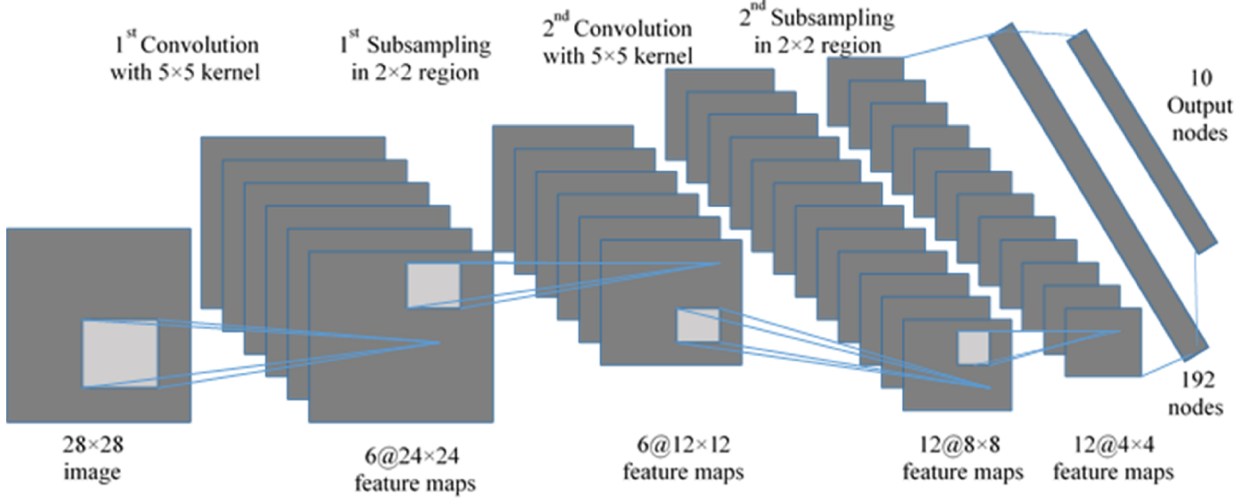 1st Convolution
with 5×5 kernel
1st Subsampling
in 2×2 region
2nd Convolution
with 5×5 kernel
2nd Subsampling
in 2×2 region
10
Output
nodes
192
nodes
28×28
image
6@24×24
feature maps
6@12×12
feature maps
12@8×8
feature maps
12@4×4
feature maps